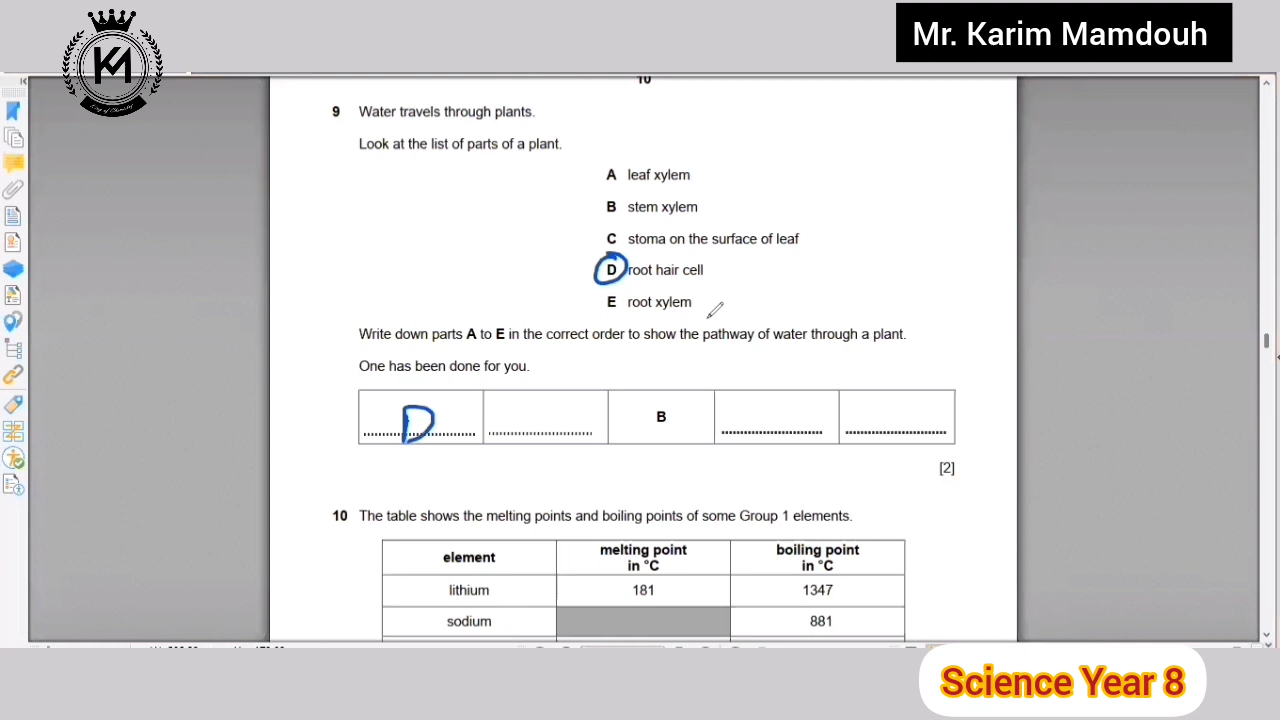 Mr. Karim Mamdouh
KM
10
9 Water travels through plants.
Look at the list of parts of a plant.
A leaf xylem
B stem xylem
C stoma on the surface of leaf
D root hair cell
E root xylem
Write down parts A to E in the correct order to show the pathway of water through a plant.
One has been done for you.
D B
[2]
10 The table shows the melting points and boiling points of some Group 1 elements.
element melting point in °C boiling point in °C
lithium 181 1347
sodium 881
Science Year 8